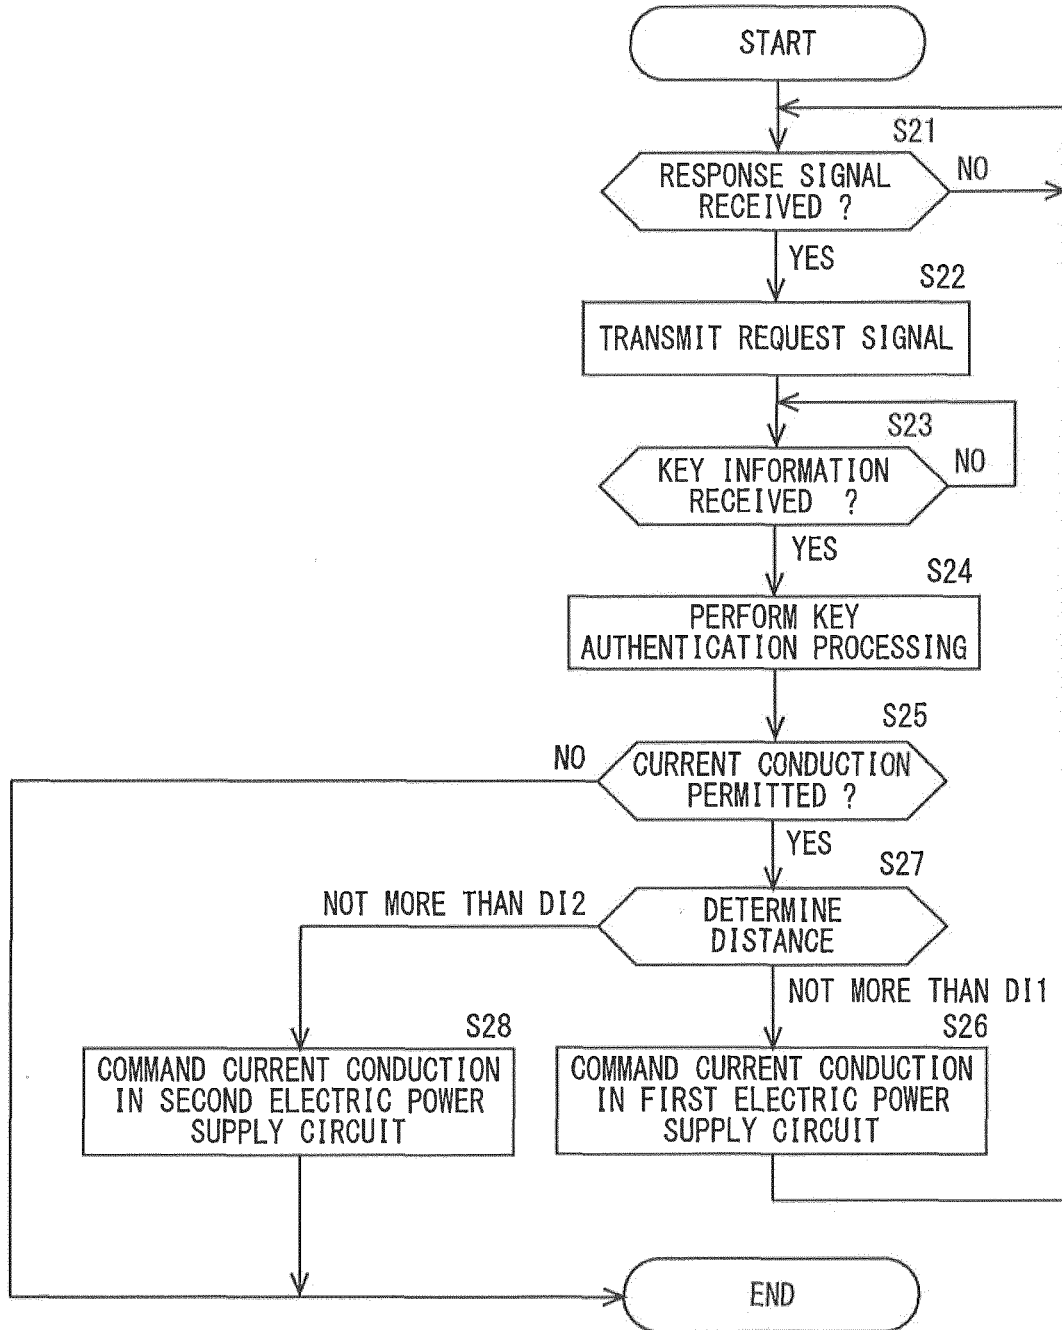 START
S21
RESPONSE SIGNAL
RECEIVED ?
NO
YES
S22
TRANSMIT REQUEST SIGNAL
S23
KEY INFORMATION
RECEIVED ?
NO
YES
S24
PERFORM KEY
AUTHENTICATION PROCESSING
S25
NO
CURRENT CONDUCTION
PERMITTED ?
YES
S27
NOT MORE THAN DI2
DETERMINE
DISTANCE
NOT MORE THAN DI1
S28
COMMAND CURRENT CONDUCTION
IN SECOND ELECTRIC POWER
SUPPLY CIRCUIT
S26
COMMAND CURRENT CONDUCTION
IN FIRST ELECTRIC POWER
SUPPLY CIRCUIT
END